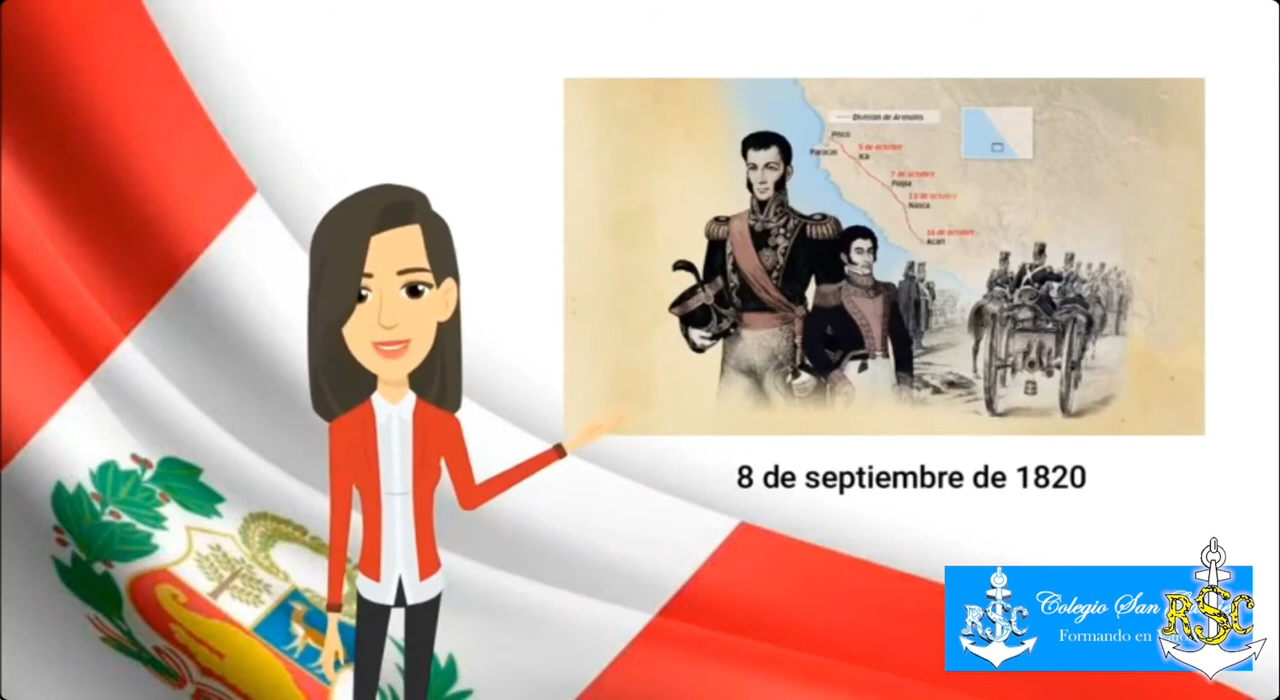 División de Arenales
Pisco
Paracas
5 de octubre
Ica
7 de octubre
Palpa
13 de octubre
Nasca
16 de octubre
Acarí
8 de septiembre de 1820
RSC
Colegio San
Formando en
RSC